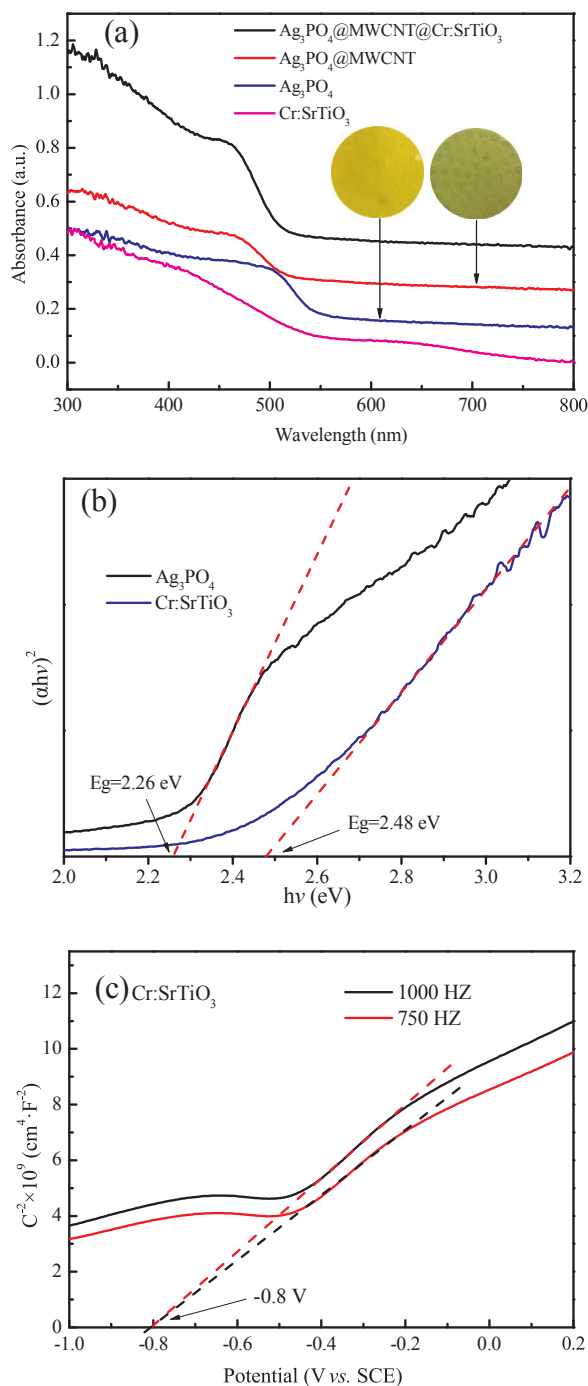 (a)
Ag₃PO₄@MWCNT@Cr:SrTiO₃
Ag₃PO₄@MWCNT
Ag₃PO₄
Cr:SrTiO₃
Absorbance (a.u.)
1.2
1.0
0.8
0.6
0.4
0.2
0.0
300 400 500 600 700 800
Wavelength (nm)
(b)
Ag₃PO₄
Cr:SrTiO₃
(αhν)²
Eg=2.26 eV
Eg=2.48 eV
2.0 2.2 2.4 2.6 2.8 3.0 3.2
hν (eV)
(c) Cr:SrTiO₃
1000 HZ
750 HZ
C⁻²×10⁹ (cm⁴·F⁻²)
12
10
8
6
4
2
0
-0.8 V
-1.0 -0.8 -0.6 -0.4 -0.2 0.0 0.2
Potential (V vs. SCE)